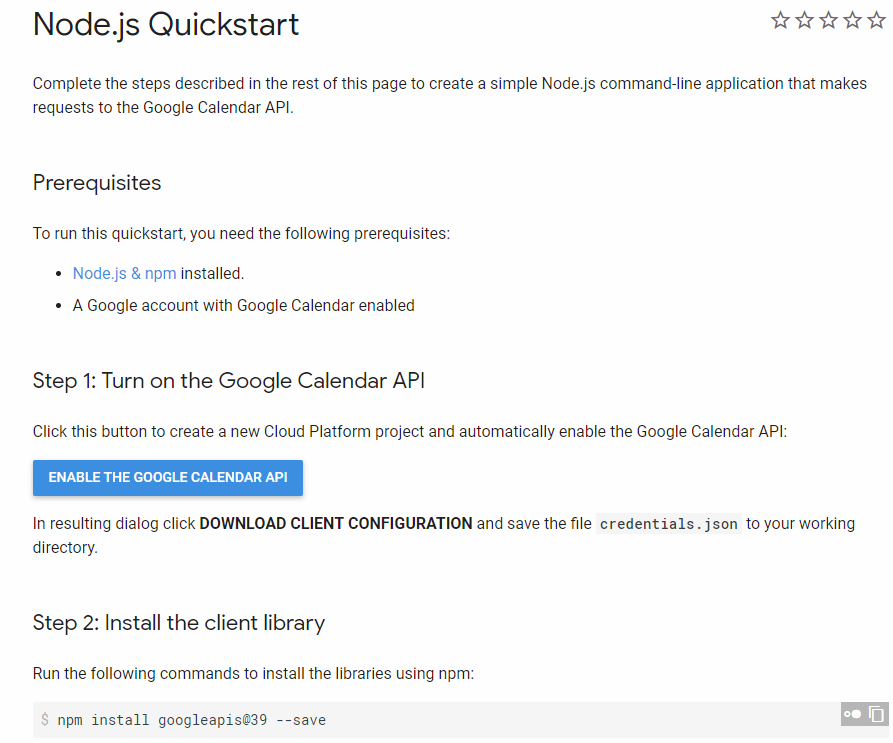 Node.js Quickstart
Complete the steps described in the rest of this page to create a simple Node.js command-line application that makes
requests to the Google Calendar API.
Prerequisites
To run this quickstart, you need the following prerequisites:
Node.js & npm installed.
A Google account with Google Calendar enabled
Step 1: Turn on the Google Calendar API
Click this button to create a new Cloud Platform project and automatically enable the Google Calendar API:
ENABLE THE GOOGLE CALENDAR API
In resulting dialog click DOWNLOAD CLIENT CONFIGURATION and save the file credentials.json to your working
directory.
Step 2: Install the client library
Run the following commands to install the libraries using npm:
$ npm install googleapis@39 --save